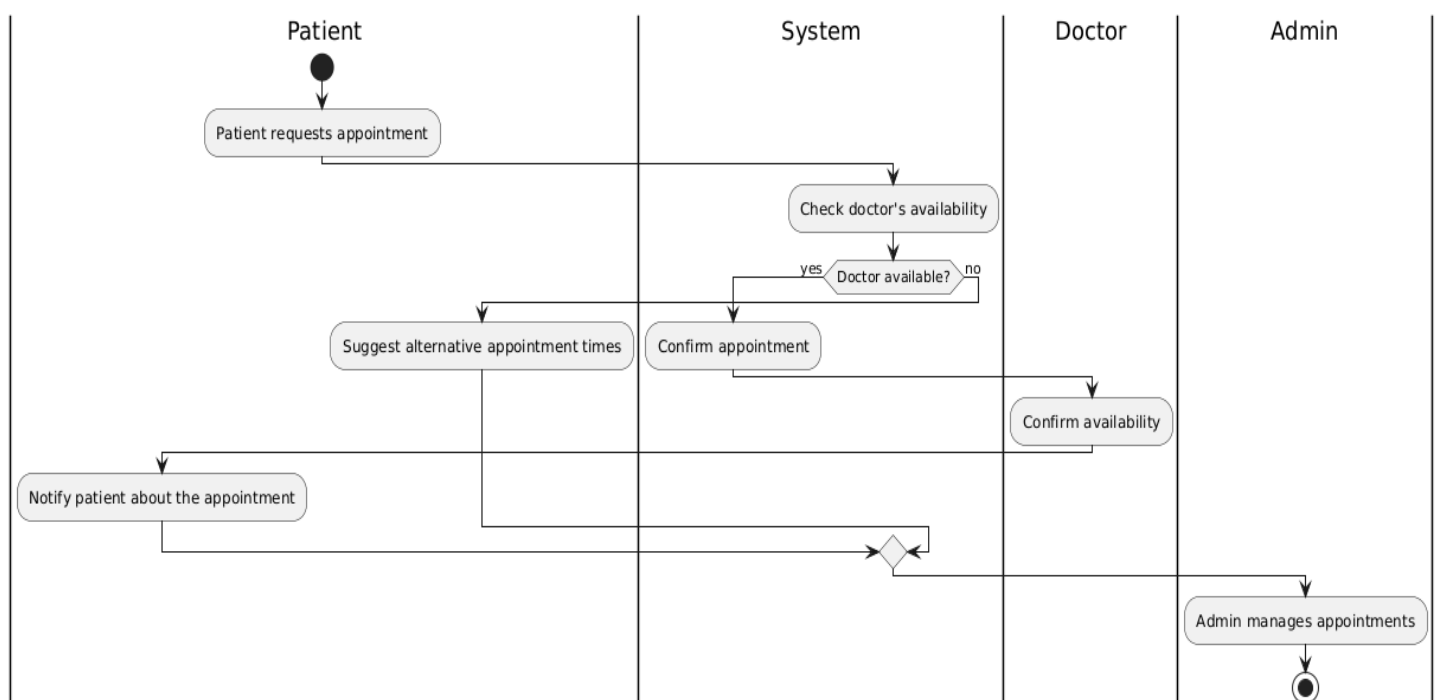 Patient
System
Doctor
Admin
Patient requests appointment
Check doctor's availability
yes
Doctor available?
no
Suggest alternative appointment times
Confirm appointment
Confirm availability
Notify patient about the appointment
Admin manages appointments